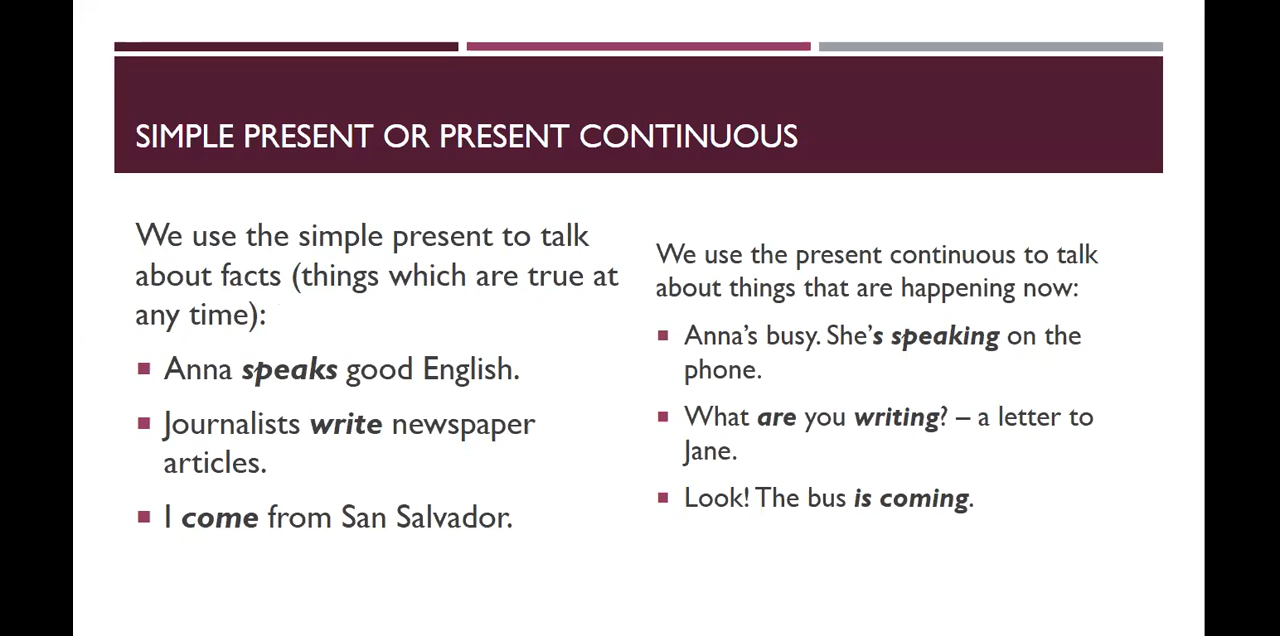 SIMPLE PRESENT OR PRESENT CONTINUOUS
We use the simple present to talk
about facts (things which are true at
any time):
Anna speaks good English.
Journalists write newspaper
articles.
I come from San Salvador.
We use the present continuous to talk
about things that are happening now:
Anna’s busy. She’s speaking on the
phone.
What are you writing? – a letter to
Jane.
Look! The bus is coming.